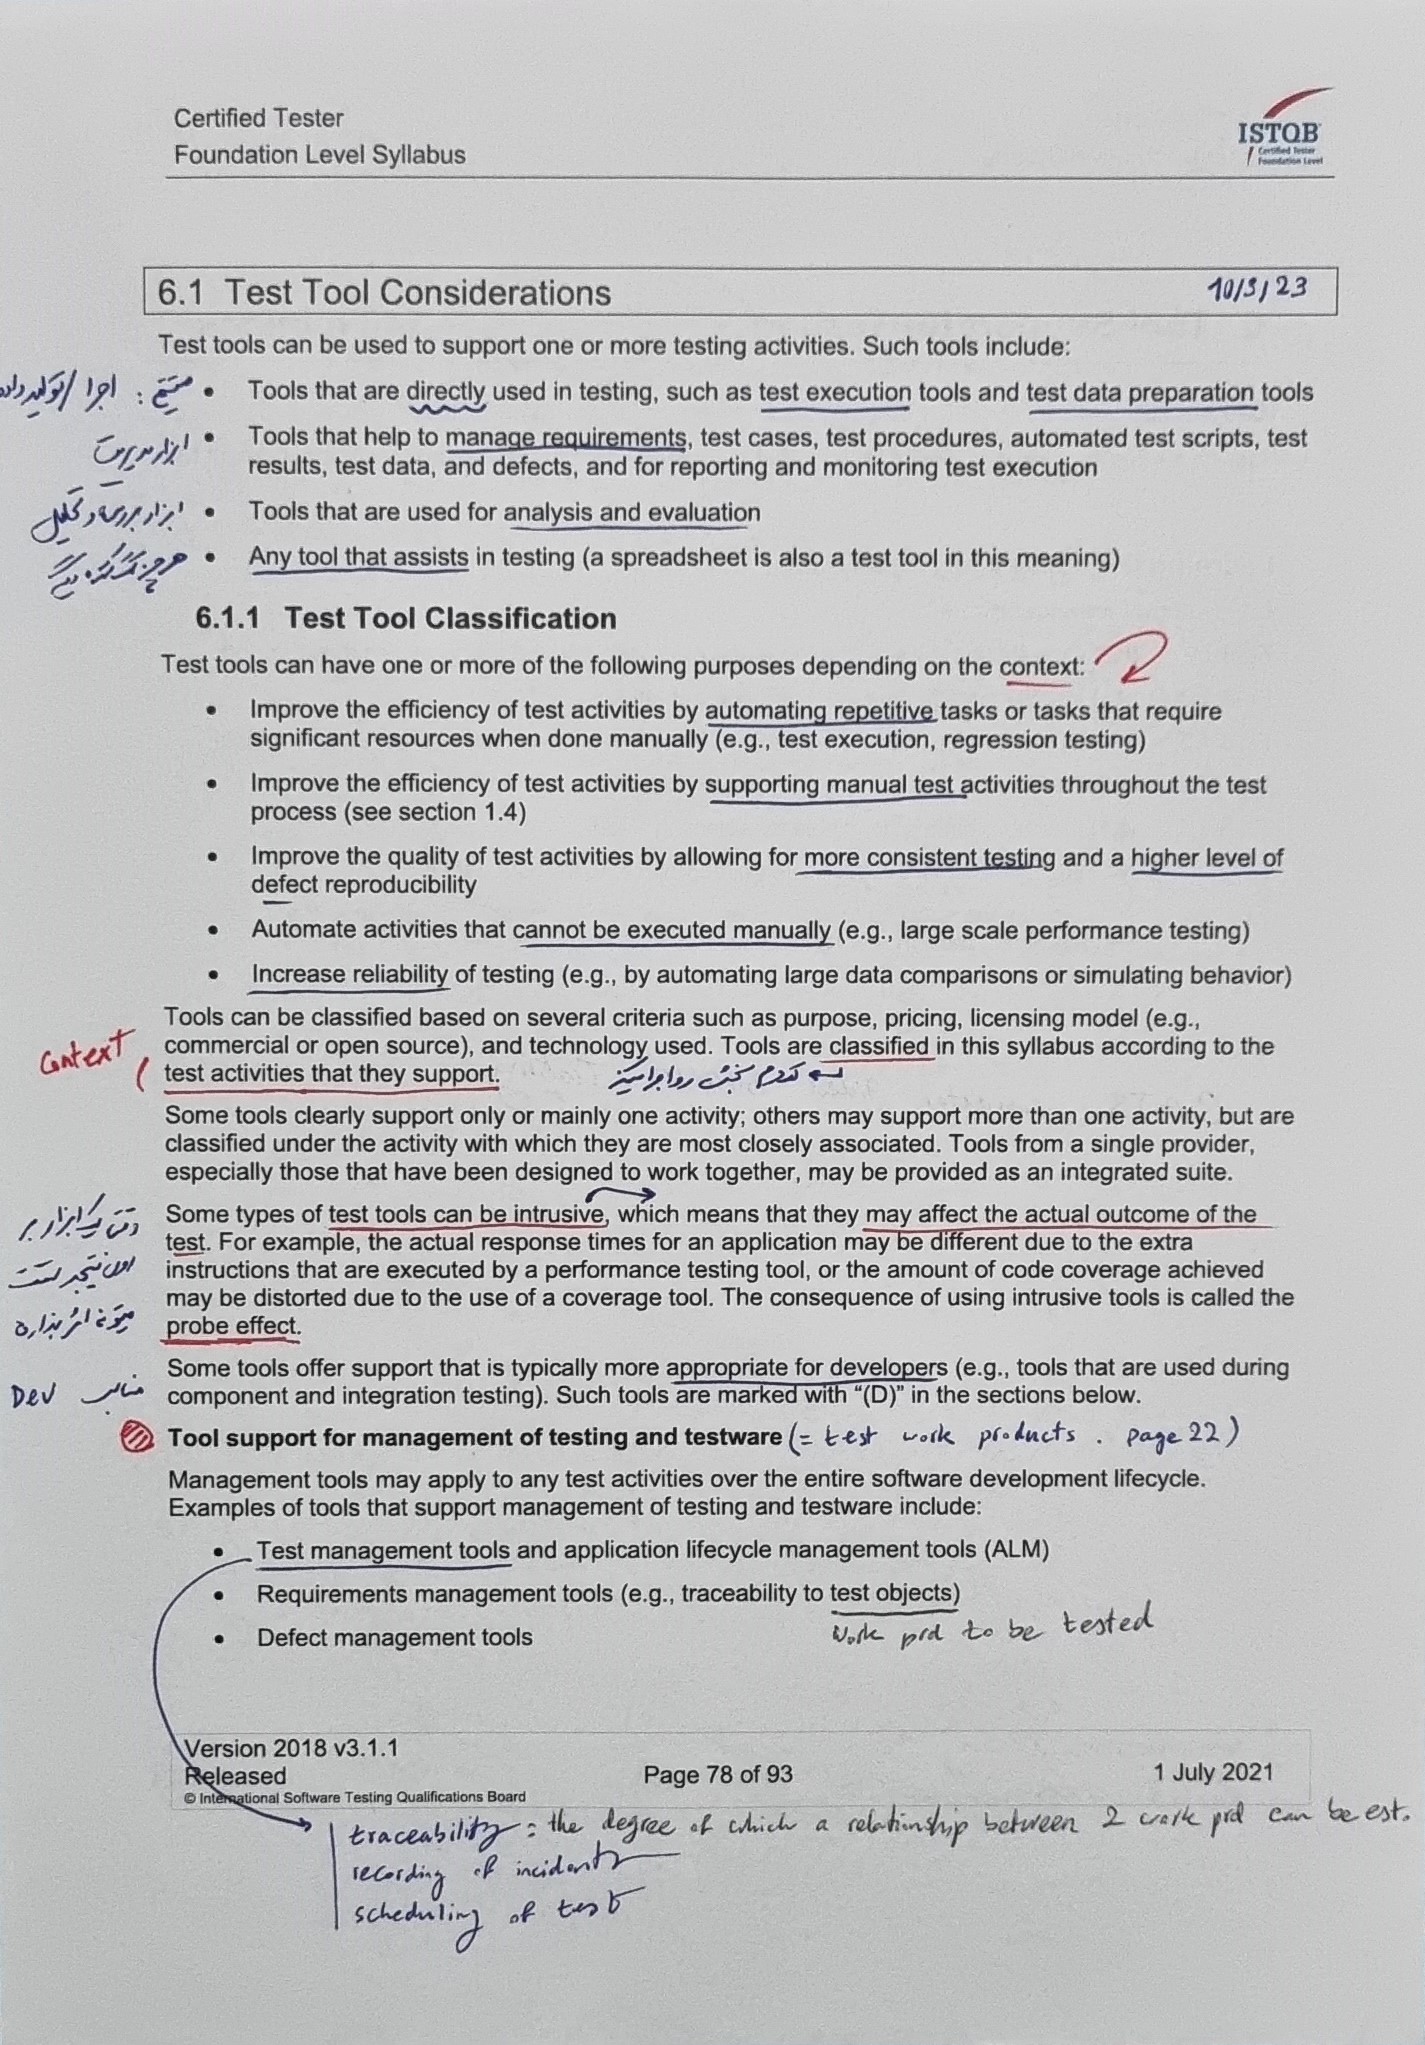 Certified Tester
Foundation Level Syllabus
ISTQB
Certified Tester
Foundation Level
6.1 Test Tool Considerations 10/3/23
Test tools can be used to support one or more testing activities. Such tools include:
مستقیم : اجرا / تولید داده
• Tools that are directly used in testing, such as test execution tools and test data preparation tools
ابزار مدیریت
• Tools that help to manage requirements, test cases, test procedures, automated test scripts, test
results, test data, and defects, and for reporting and monitoring test execution
ابزار بررسی و تحلیل
• Tools that are used for analysis and evaluation
هر چیز کمک کننده دیگه
• Any tool that assists in testing (a spreadsheet is also a test tool in this meaning)
6.1.1 Test Tool Classification
Test tools can have one or more of the following purposes depending on the context:
• Improve the efficiency of test activities by automating repetitive tasks or tasks that require
significant resources when done manually (e.g., test execution, regression testing)
• Improve the efficiency of test activities by supporting manual test activities throughout the test
process (see section 1.4)
• Improve the quality of test activities by allowing for more consistent testing and a higher level of
defect reproducibility
• Automate activities that cannot be executed manually (e.g., large scale performance testing)
• Increase reliability of testing (e.g., by automating large data comparisons or simulating behavior)
Tools can be classified based on several criteria such as purpose, pricing, licensing model (e.g.,
Context
commercial or open source), and technology used. Tools are classified in this syllabus according to the
test activities that they support.
کدوم بخش رو اجرا میکنه
Some tools clearly support only or mainly one activity; others may support more than one activity, but are
classified under the activity with which they are most closely associated. Tools from a single provider,
especially those that have been designed to work together, may be provided as an integrated suite.
وقتی یک ابزار بر
اون نتیجه تست
میتونه اثر بذاره
Some types of test tools can be intrusive, which means that they may affect the actual outcome of the
test. For example, the actual response times for an application may be different due to the extra
instructions that are executed by a performance testing tool, or the amount of code coverage achieved
may be distorted due to the use of a coverage tool. The consequence of using intrusive tools is called the
probe effect.
Some tools offer support that is typically more appropriate for developers (e.g., tools that are used during
مناسب Dev
component and integration testing). Such tools are marked with “(D)” in the sections below.
Tool support for management of testing and testware (= test work products . page 22)
Management tools may apply to any test activities over the entire software development lifecycle.
Examples of tools that support management of testing and testware include:
• Test management tools and application lifecycle management tools (ALM)
• Requirements management tools (e.g., traceability to test objects)
work prd to be tested
• Defect management tools
Version 2018 v3.1.1
Released
Page 78 of 93
1 July 2021
© International Software Testing Qualifications Board
traceability = the degree of which a relationship between 2 work prd can be est.
recording of incidents
scheduling of test